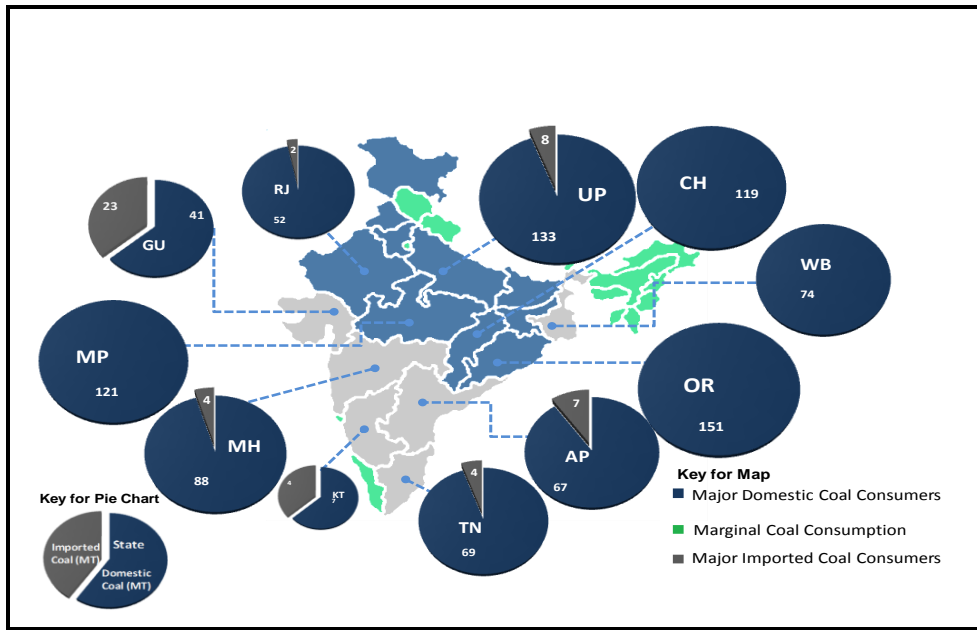 8
2
RJ
52
UP
133
CH
119
23
41
GU
WB
74
MP
121
OR
151
4
MH
88
7
AP
67
4
KT
7
4
TN
69
Key for Map
Major Domestic Coal Consumers
Marginal Coal Consumption
Major Imported Coal Consumers
Key for Pie Chart
Imported
Coal (MT)
State
Domestic
Coal (MT)